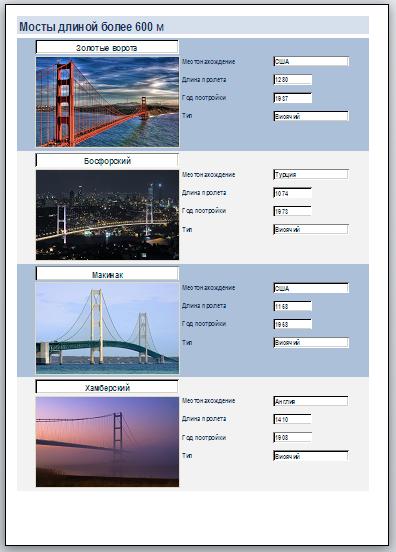 Мосты длиной более 600 м
Золотые ворота
Местонахождение США
Длина пролета 1280
Год постройки 1937
Тип Висячий
Босфорский
Местонахождение Турция
Длина пролета 1074
Год постройки 1973
Тип Висячий
Макинак
Местонахождение США
Длина пролета 1158
Год постройки 1958
Тип Висячий
Хамберский
Местонахождение Англия
Длина пролета 1410
Год постройки
Тип Висячий